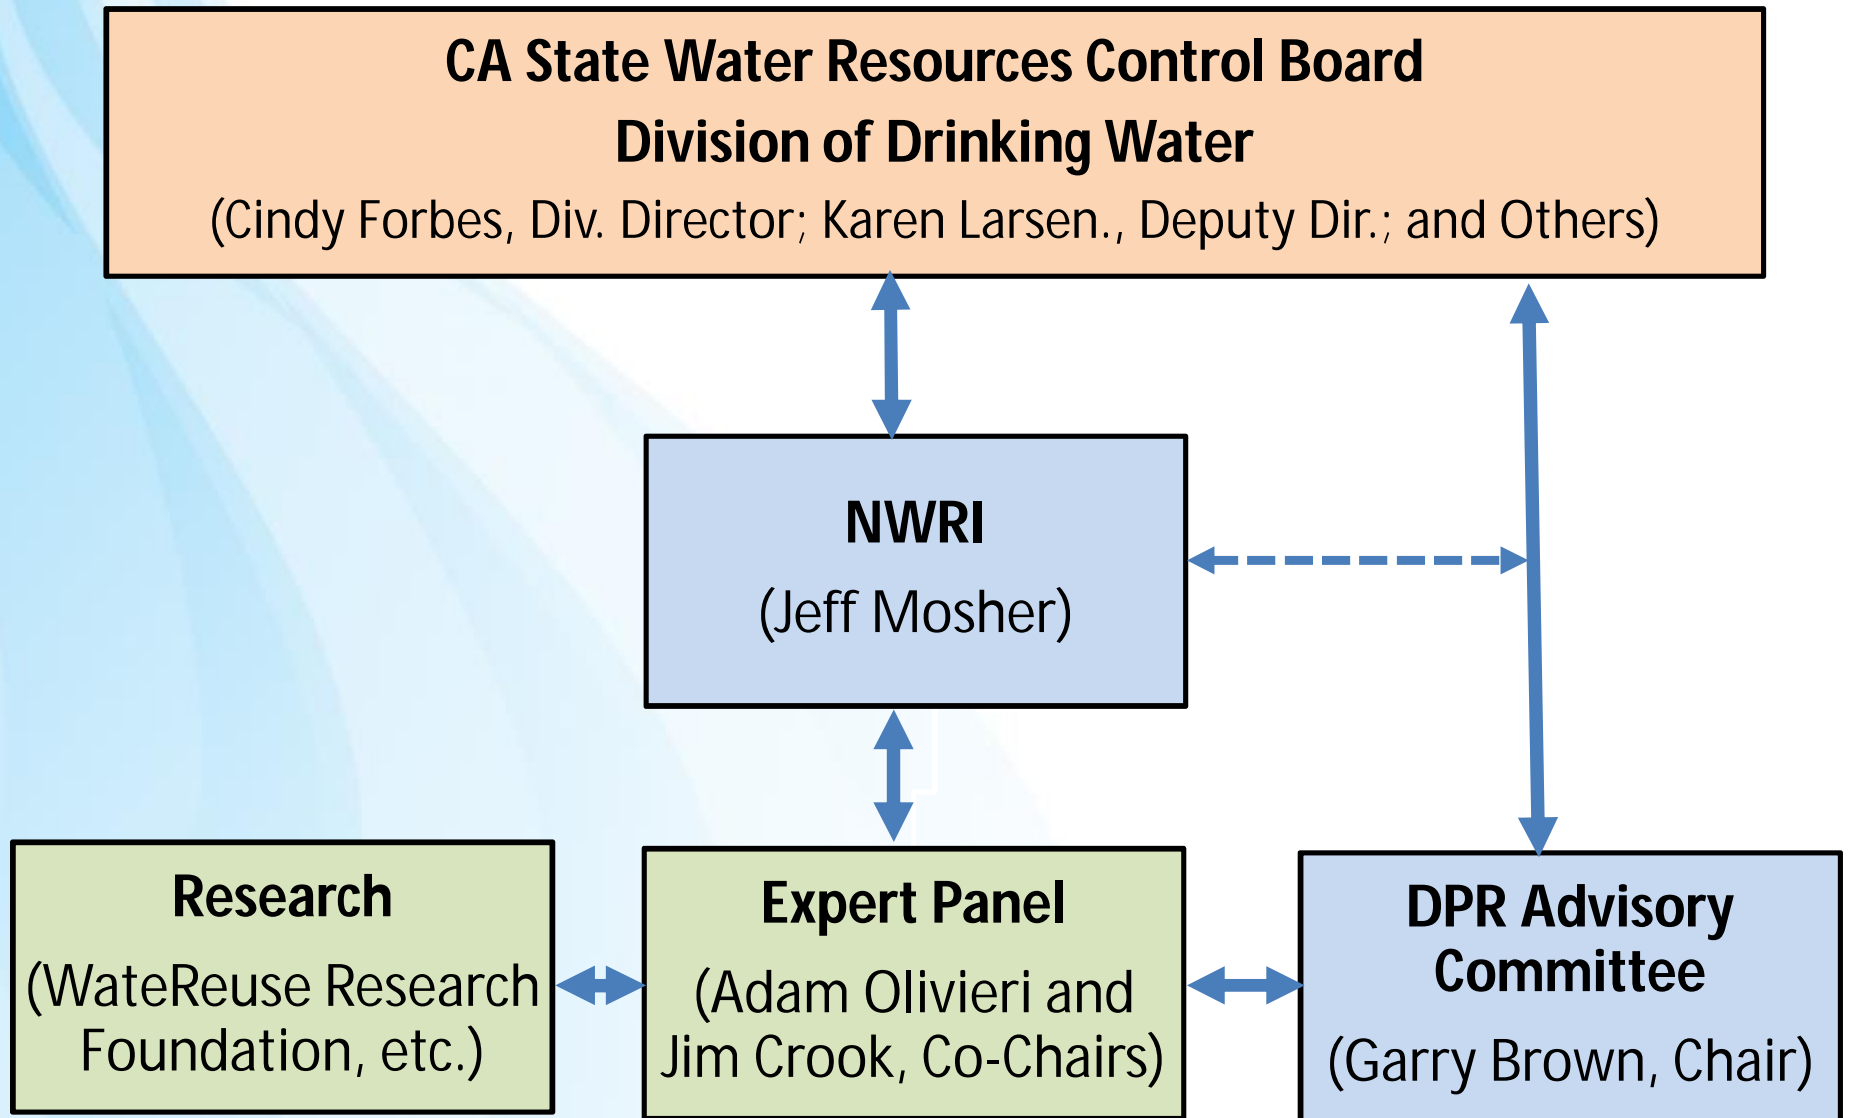 CA State Water Resources Control Board
Division of Drinking Water
(Cindy Forbes, Div. Director; Karen Larsen., Deputy Dir.; and Others)
NWRI
(Jeff Mosher)
Research
(WateReuse Research
Foundation, etc.)
Expert Panel
(Adam Olivieri and
Jim Crook, Co-Chairs)
DPR Advisory
Committee
(Garry Brown, Chair)